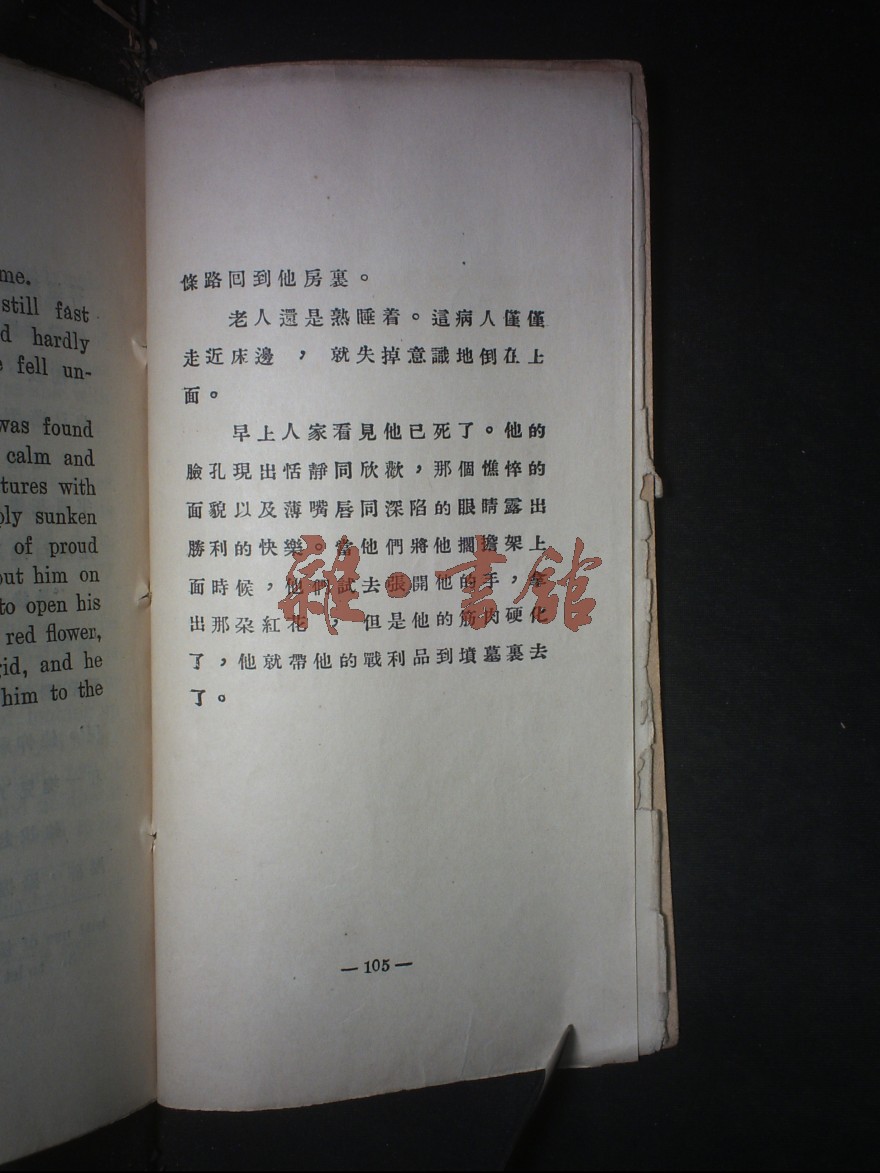 me.
still fast
d hardly
e fell un-
was found
calm and
tures with
ply sunken
of proud
out him on
to open his
red flower,
gid, and he
him to the
條路回到他房裏。
老人還是熟睡着。這病人僅僅
走近床邊，就失掉意識地倒在上
面。
早上人家看見他已死了。他的
臉孔現出恬靜同欣歡，那個憔悴的
面貌以及薄嘴唇同深陷的眼睛露出
勝利的快樂。當他們將他擱擔架上
面時候，他們試去張開他的手，拿
出那朶紅花，但是他的筋肉硬化
了，他就帶他的戰利品到墳墓裏去
了。
— 105 —
雜·書館